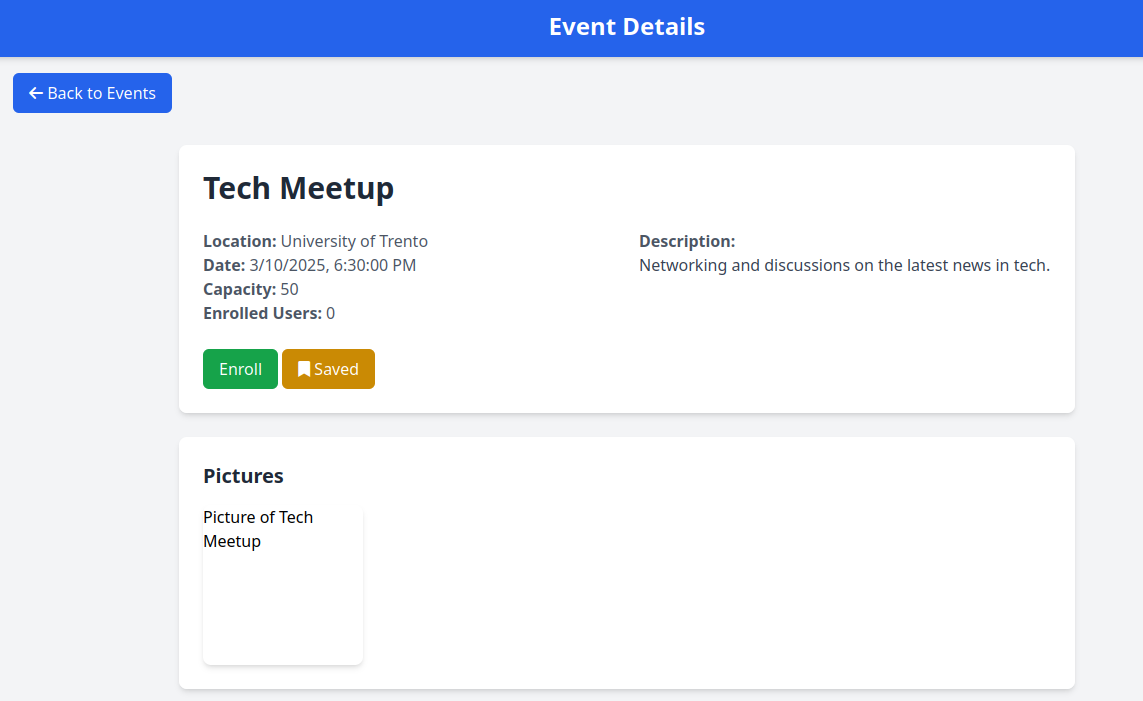 Event Details
Back to Events
Tech Meetup
Location: University of Trento
Date: 3/10/2025, 6:30:00 PM
Capacity: 50
Enrolled Users: 0
Description:
Networking and discussions on the latest news in tech.
Enroll
Saved
Pictures
Picture of Tech
Meetup